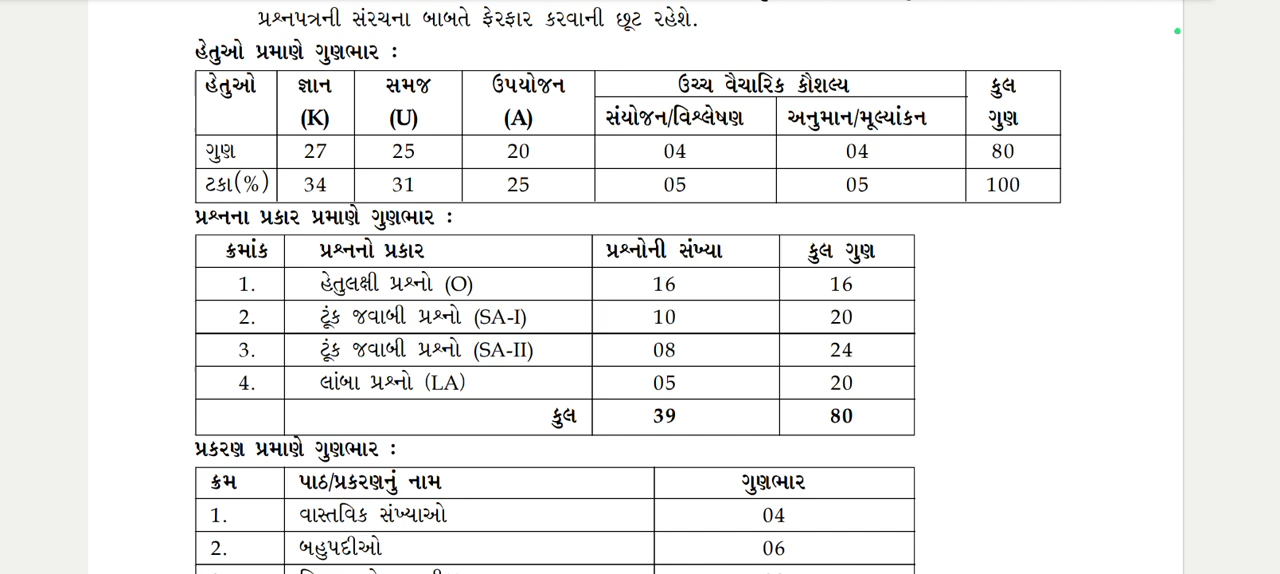 પ્રશ્નપત્રની સંરચના બાબતે ફેરફાર કરવાની છૂટ રહેશે.
હેતુઓ પ્રમાણે ગુણભાર :
હેતુઓ જ્ઞાન સમજ ઉપયોજન ઉચ્ચ વૈચારિક કૌશલ્ય કુલ
(K) (U) (A) સંયોજન/વિશ્લેષણ અનુમાન/મૂલ્યાંકન ગુણ
ગુણ 27 25 20 04 04 80
ટકા(%) 34 31 25 05 05 100
પ્રશ્નના પ્રકાર પ્રમાણે ગુણભાર :
ક્રમાંક પ્રશ્નનો પ્રકાર પ્રશ્નોની સંખ્યા કુલ ગુણ
1. હેતુલક્ષી પ્રશ્નો (O) 16 16
2. ટૂંક જવાબી પ્રશ્નો (SA-I) 10 20
3. ટૂંક જવાબી પ્રશ્નો (SA-II) 08 24
4. લાંબા પ્રશ્નો (LA) 05 20
કુલ 39 80
પ્રકરણ પ્રમાણે ગુણભાર :
ક્રમ પાઠ/પ્રકરણનું નામ ગુણભાર
1. વાસ્તવિક સંખ્યાઓ 04
2. બહુપદીઓ 06